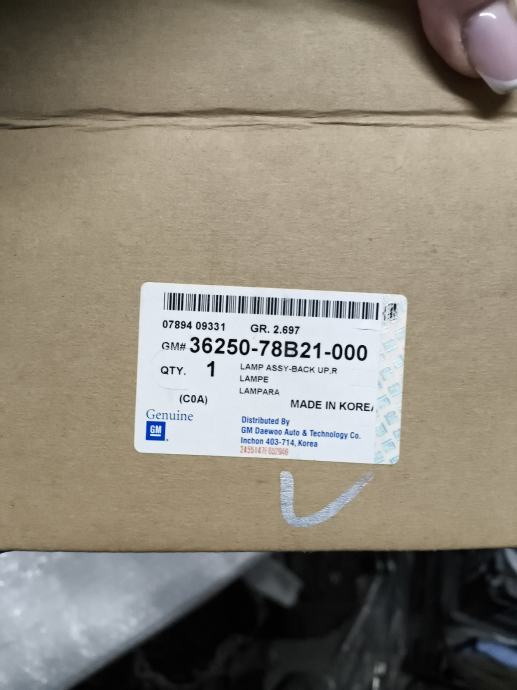 07894 09331 GR. 2.697
GM# 36250-78B21-000
QTY. 1 LAMP ASSY-BACK UP,R
LAMPE
LAMPARA
(C0A) MADE IN KOREA
Genuine
GM
Distributed By
GM Daewoo Auto & Technology Co.
Inchon 403-714, Korea